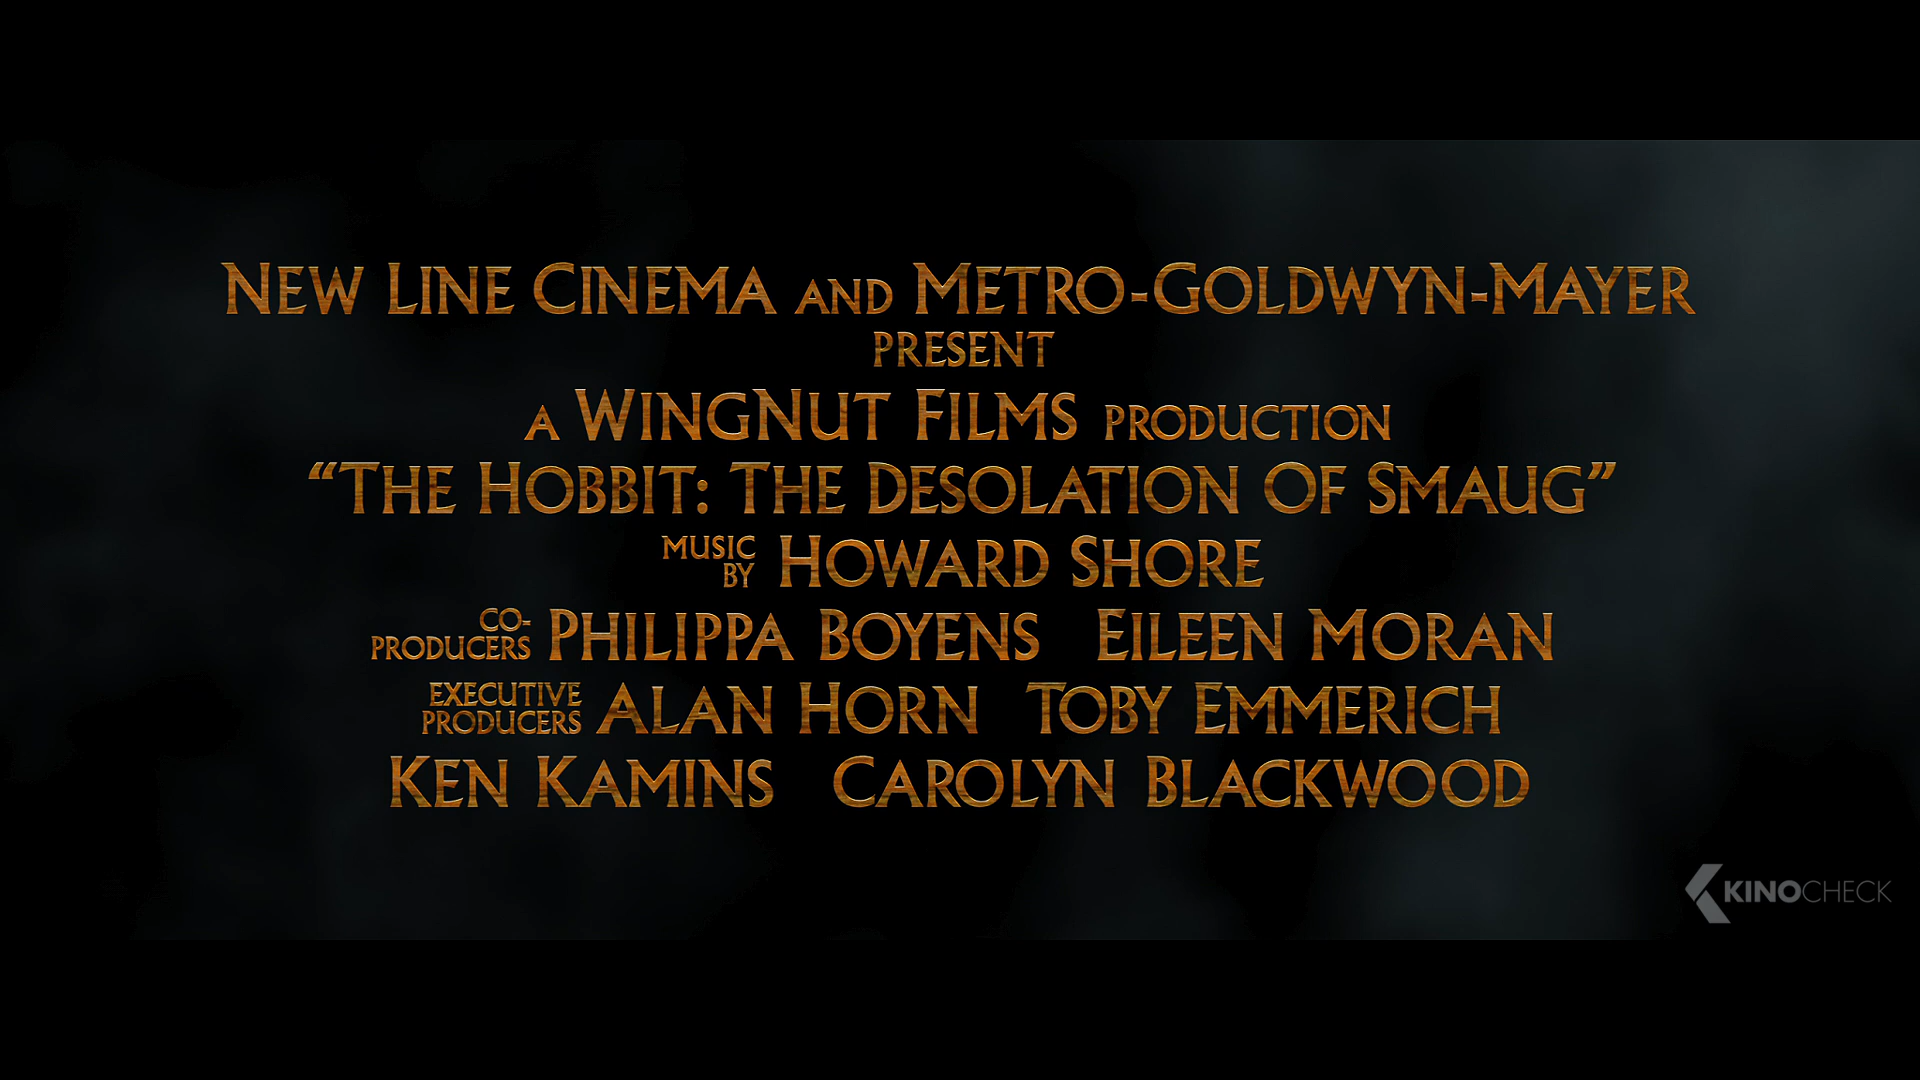 NEW LINE CINEMA AND METRO-GOLDWYN-MAYER
PRESENT
A WINGNUT FILMS PRODUCTION
“THE HOBBIT: THE DESOLATION OF SMAUG”
MUSIC BY HOWARD SHORE
CO-PRODUCERS PHILIPPA BOYENS EILEEN MORAN
EXECUTIVE PRODUCERS ALAN HORN TOBY EMMERICH
KEN KAMINS CAROLYN BLACKWOOD
KINOCHECK